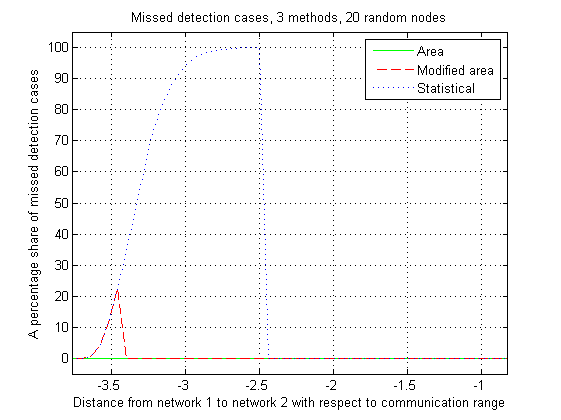 Missed detection cases, 3 methods, 20 random nodes
Area
Modified area
Statistical
A percentage share of missed detection cases
100
90
80
70
60
50
40
30
20
10
0
-3.5 -3 -2.5 -2 -1.5 -1
Distance from network 1 to network 2 with respect to communication range